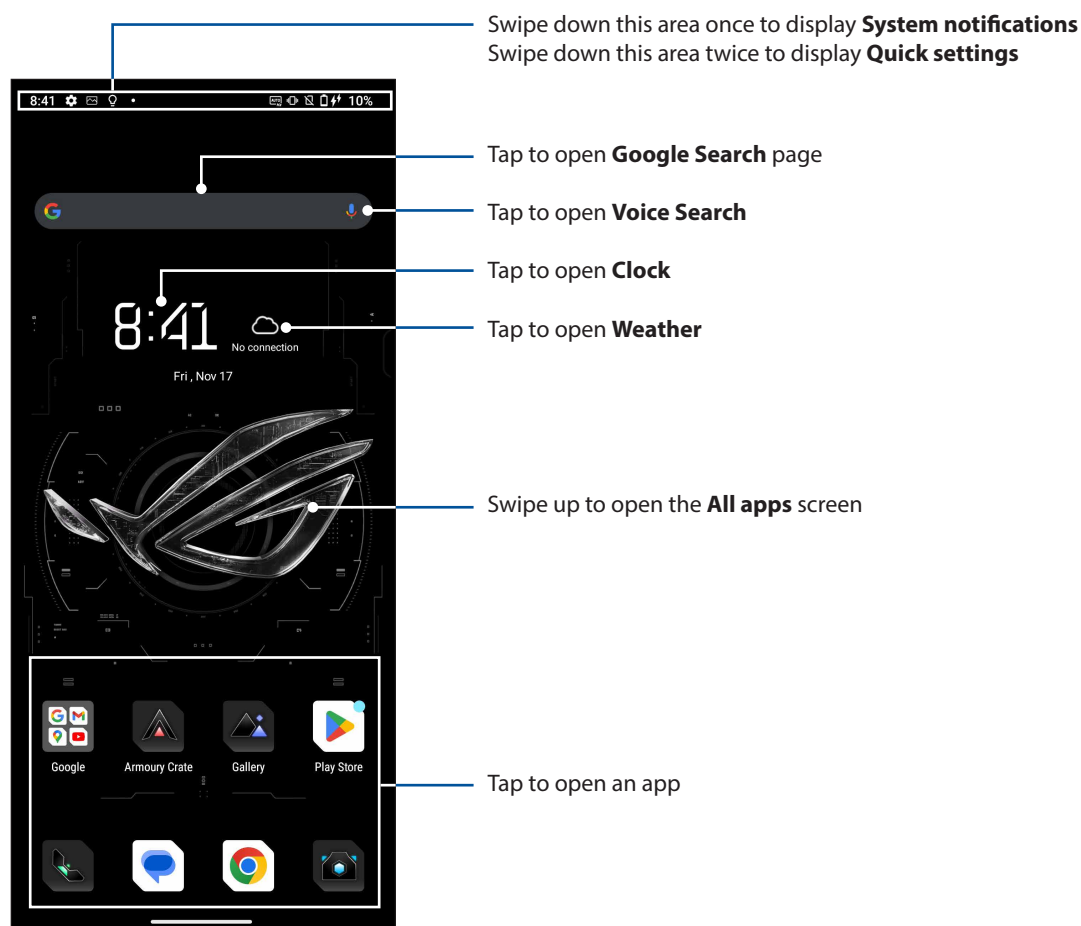 Swipe down this area once to display System notifications
Swipe down this area twice to display Quick settings
8:41 10%
Tap to open Google Search page
Tap to open Voice Search
Tap to open Clock
8:41
Tap to open Weather
No connection
Fri , Nov 17
Swipe up to open the All apps screen
Google Armoury Crate Gallery Play Store
Tap to open an app